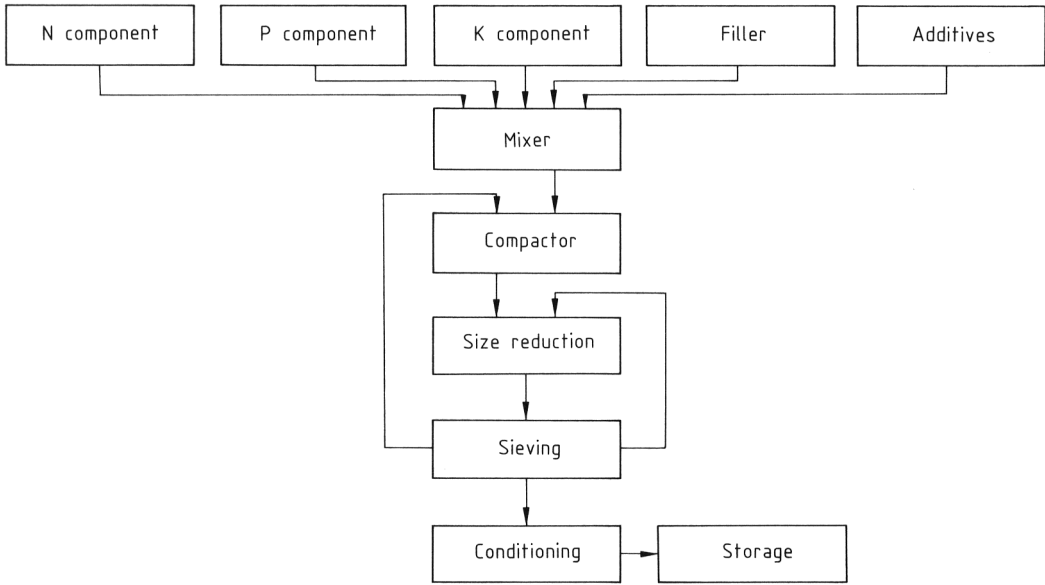 N component
P component
K component
Filler
Additives
Mixer
Compactor
Size reduction
Sieving
Conditioning
Storage